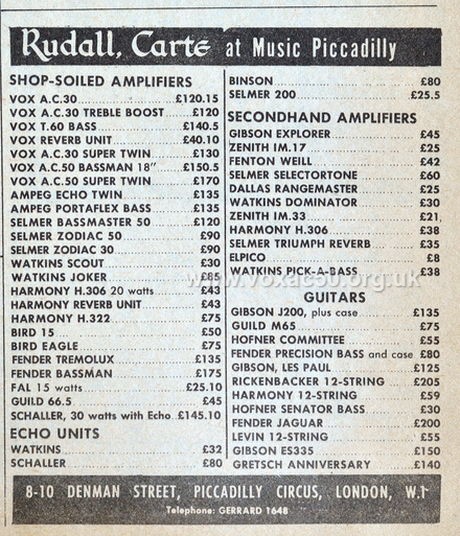 Rudall, Carte at Music Piccadilly
SHOP-SOILED AMPLIFIERS
VOX A.C.30 £120.15
VOX A.C.30 TREBLE BOOST £120
VOX T.60 BASS £140.5
VOX REVERB UNIT £40.10
VOX A.C.30 SUPER TWIN £130
VOX A.C.50 BASSMAN 18" £150.5
VOX A.C.50 SUPER TWIN £170
AMPEG ECHO TWIN £135
AMPEG PORTAFLEX BASS £135
SELMER BASSMASTER 50 £120
SELMER ZODIAC 50 £90
SELMER ZODIAC 30 £90
WATKINS SCOUT £30
WATKINS JOKER £85
HARMONY H.306 20 watts £43
HARMONY REVERB UNIT £43
HARMONY H.322 £75
BIRD 15 £50
BIRD EAGLE £75
FENDER TREMOLUX £135
FENDER BASSMAN £175
FAL 15 watts £25.10
GUILD 66.5 £45
SCHALLER, 30 watts with Echo £145.10
ECHO UNITS
WATKINS £32
SCHALLER £80
BINSON £80
SELMER 200 £25.5
SECONDHAND AMPLIFIERS
GIBSON EXPLORER £45
ZENITH IM.17 £25
FENTON WEILL £42
SELMER SELECTORTONE £60
DALLAS RANGEMASTER £25
WATKINS DOMINATOR £30
ZENITH IM.33 £21
HARMONY H.306 £38
SELMER TRIUMPH REVERB £35
ELPICO £8
WATKINS PICK-A-BASS £38
www.voxac50.org.uk
GUITARS
GIBSON J200, plus case £135
GUILD M65 £75
HOFNER COMMITTEE £55
FENDER PRECISION BASS and case £80
GIBSON, LES PAUL £125
RICKENBACKER 12-STRING £205
HARMONY 12-STRING £59
HOFNER SENATOR BASS £30
FENDER JAGUAR £200
LEVIN 12-STRING £55
GIBSON ES335 £150
GRETSCH ANNIVERSARY £140
8-10 DENMAN STREET, PICCADILLY CIRCUS, LONDON, W.1
Telephone: GERRARD 1648